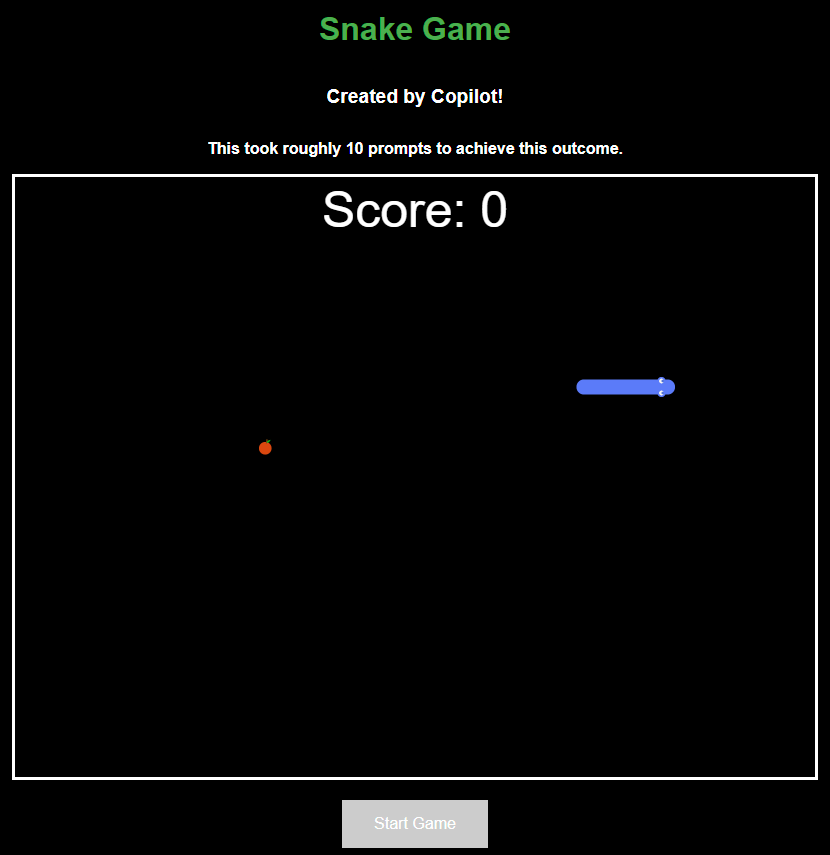 Snake Game
Created by Copilot!
This took roughly 10 prompts to achieve this outcome.
Score: 0
Start Game